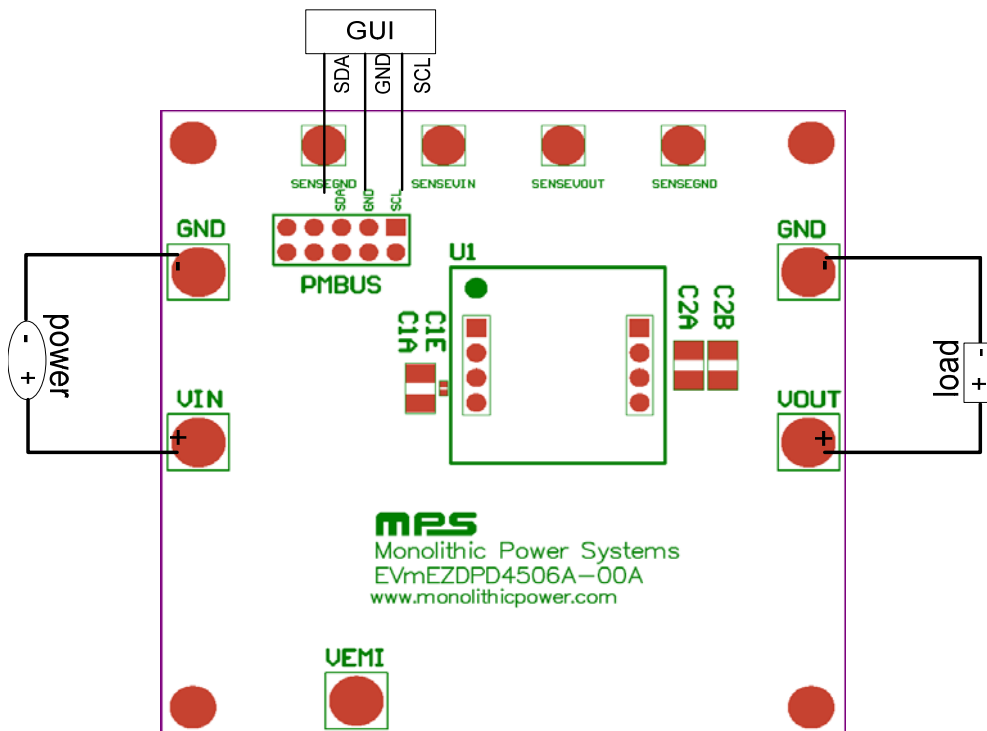 GUI
SDA
GND
SCL
SENSEGND
SENSEVIN
SENSEVOUT
SENSEGND
SDA
GND
SCL
GND
GND
PMBUS
U1
-
-
power
- +
C1A
C1E
C2A
C2B
load
- +
VIN
VOUT
+
+
MPS
Monolithic Power Systems
EVmEZDPD4506A-00A
www.monolithicpower.com
VEMI